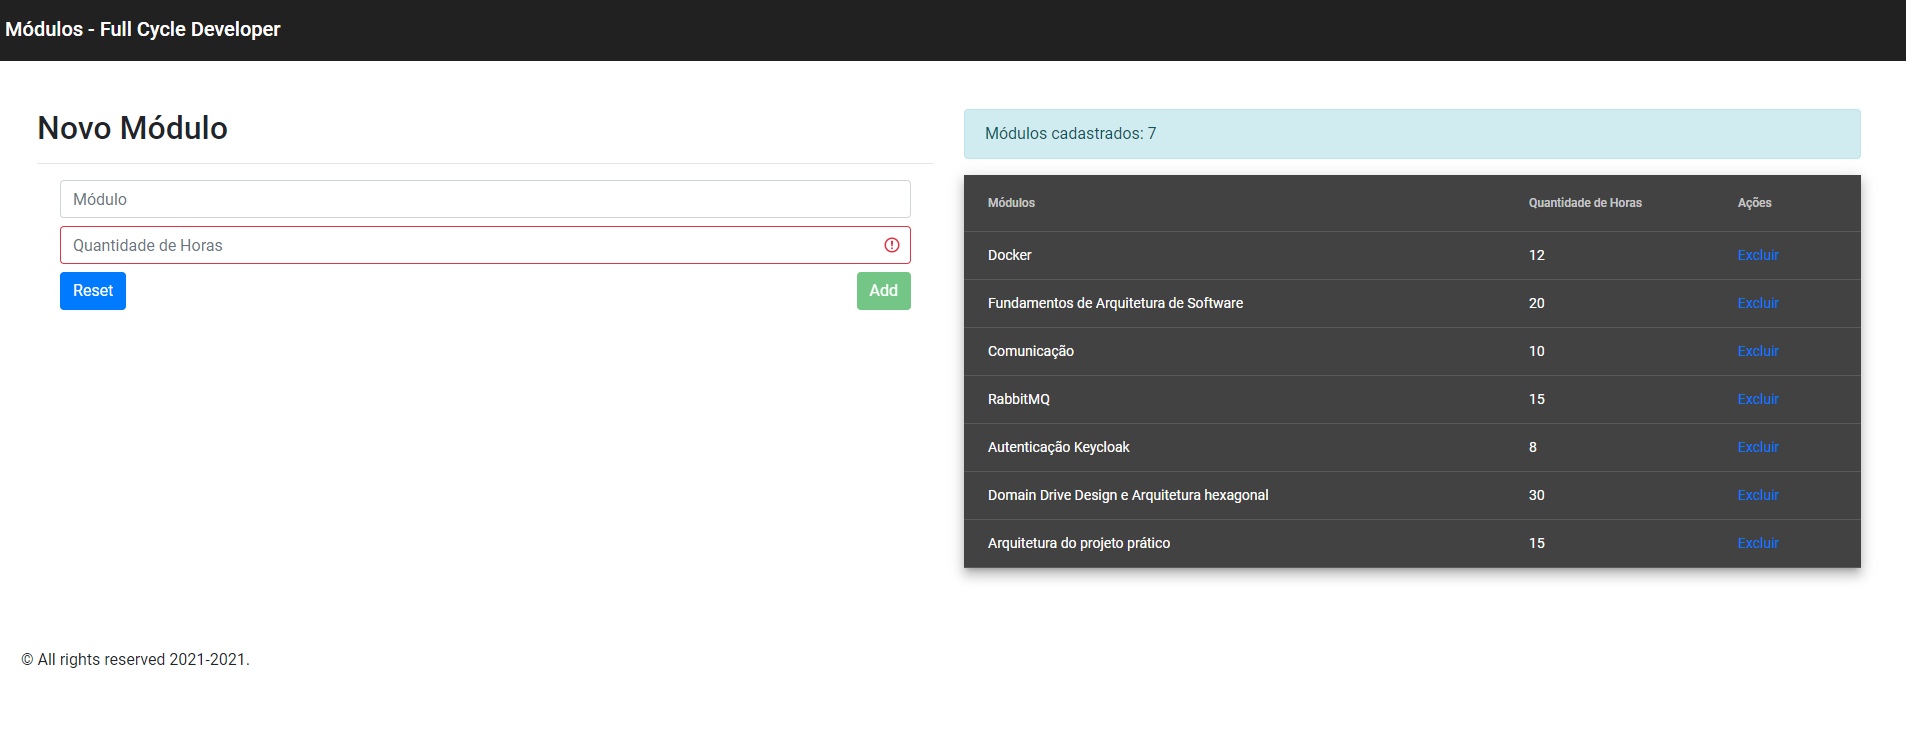 Módulos - Full Cycle Developer
Novo Módulo
Módulo
Quantidade de Horas
Reset Add
Módulos cadastrados: 7
Módulos Quantidade de Horas Ações
Docker 12 Excluir
Fundamentos de Arquitetura de Software 20 Excluir
Comunicação 10 Excluir
RabbitMQ 15 Excluir
Autenticação Keycloak 8 Excluir
Domain Drive Design e Arquitetura hexagonal 30 Excluir
Arquitetura do projeto prático 15 Excluir
© All rights reserved 2021-2021.